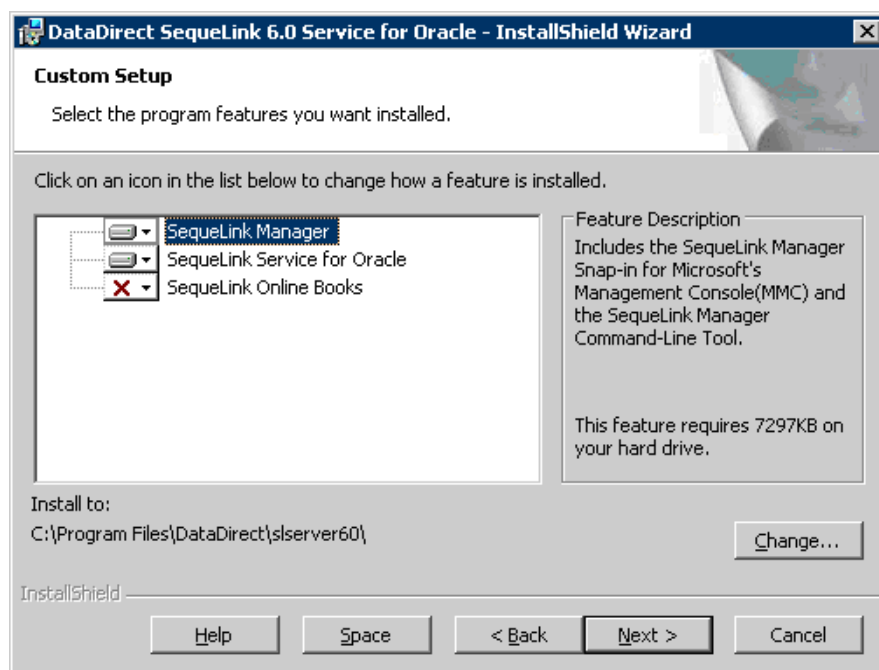 DataDirect SequeLink 6.0 Service for Oracle - InstallShield Wizard
Custom Setup
Select the program features you want installed.
Click on an icon in the list below to change how a feature is installed.
SequeLink Manager
SequeLink Service for Oracle
SequeLink Online Books
Feature Description
Includes the SequeLink Manager
Snap-in for Microsoft's
Management Console(MMC) and
the SequeLink Manager
Command-Line Tool.
This feature requires 7297KB on
your hard drive.
Install to:
C:\Program Files\DataDirect\slserver60\
Change...
InstallShield
Help
Space
< Back
Next >
Cancel